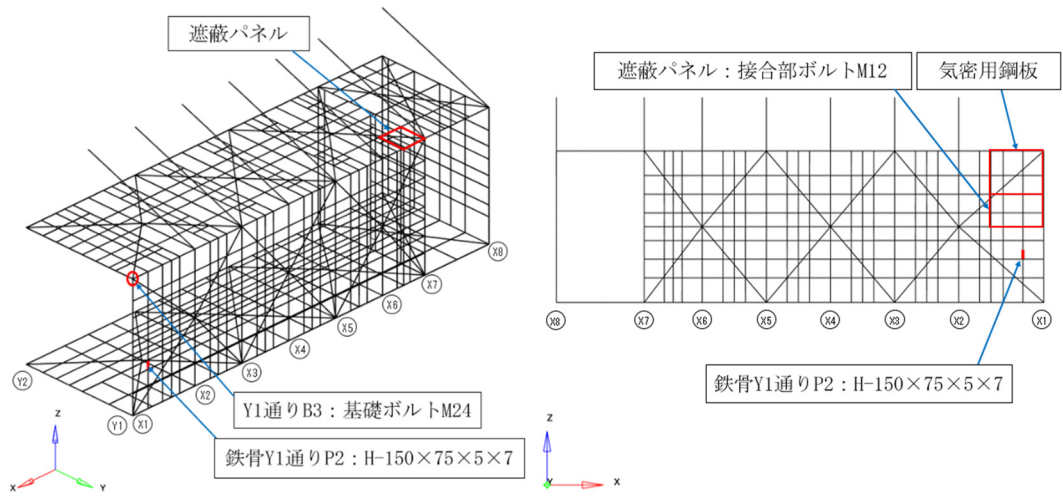 遮蔽パネル
X8
X7
X6
X5
X4
X3
X2
Y2
Y1
X1
Y1通りB3：基礎ボルトM24
鉄骨Y1通りP2：H-150×75×5×7
Z
X
Y
遮蔽パネル：接合部ボルトM12
気密用鋼板
X8
X7
X6
X5
X4
X3
X2
X1
鉄骨Y1通りP2：H-150×75×5×7
Z
Y
X